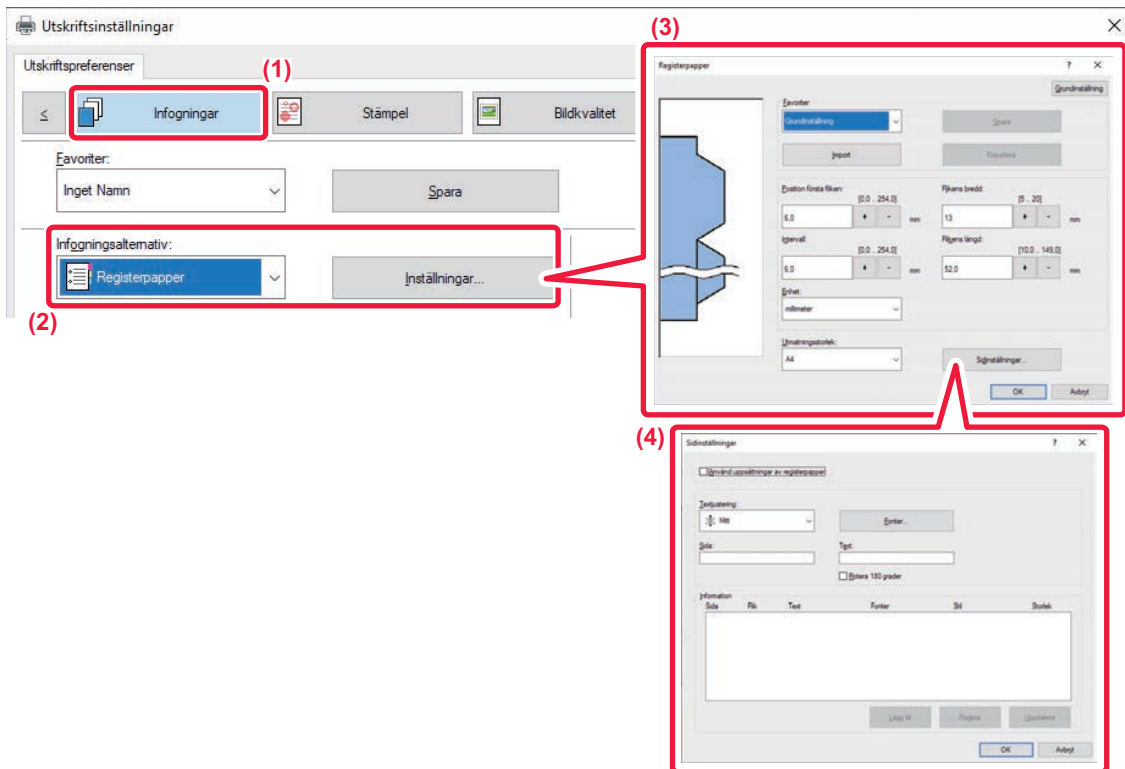 Utskriftsinställningar
Utskriftspreferenser
(1)
≤
Infogningar
Stämpel
Bildkvalitet
Favoriter:
Inget Namn
Spara
Infogningsalternativ:
Registerpapper
Inställningar...
(2)
(3)
Registerpapper
?
Grundinställning
Favoriter
Grundinställning
Spara
Import
Exportera
Position första fliken:
[0,0 .. 254,0]
Flikens bredd:
[5 .. 20]
6,0
+ -
mm
13
+ -
mm
Intervall:
[0,0 .. 254,0]
Flikens längd:
[10,0 .. 149,0]
6,0
+ -
mm
52,0
+ -
mm
Enhet:
millimeter
Utmatningsstorlek:
A4
Sidinställningar...
OK
Avbryt
(4)
Sidinställningar
?
Använd uppsättningar av registerpapper
Textjustering:
Mitt
Fonter...
Sida:
Text:
Rotera 180 grader
Information
Sida Flik Text Fonter Stil Storlek
Lägg till
Radera
Uppdatera
OK
Avbryt